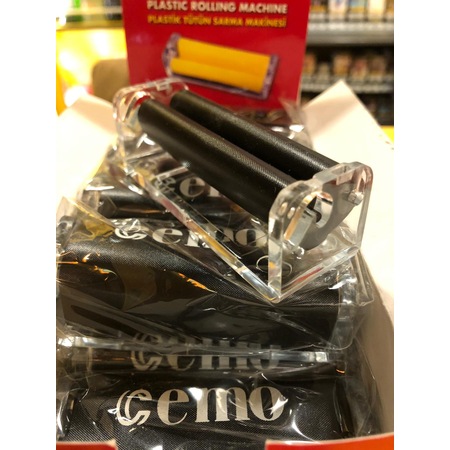 PLASTIC ROLLING MACHINE
PLASTİK TÜTÜN SARMA MAKİNESİ
cemo
cemo
cemo